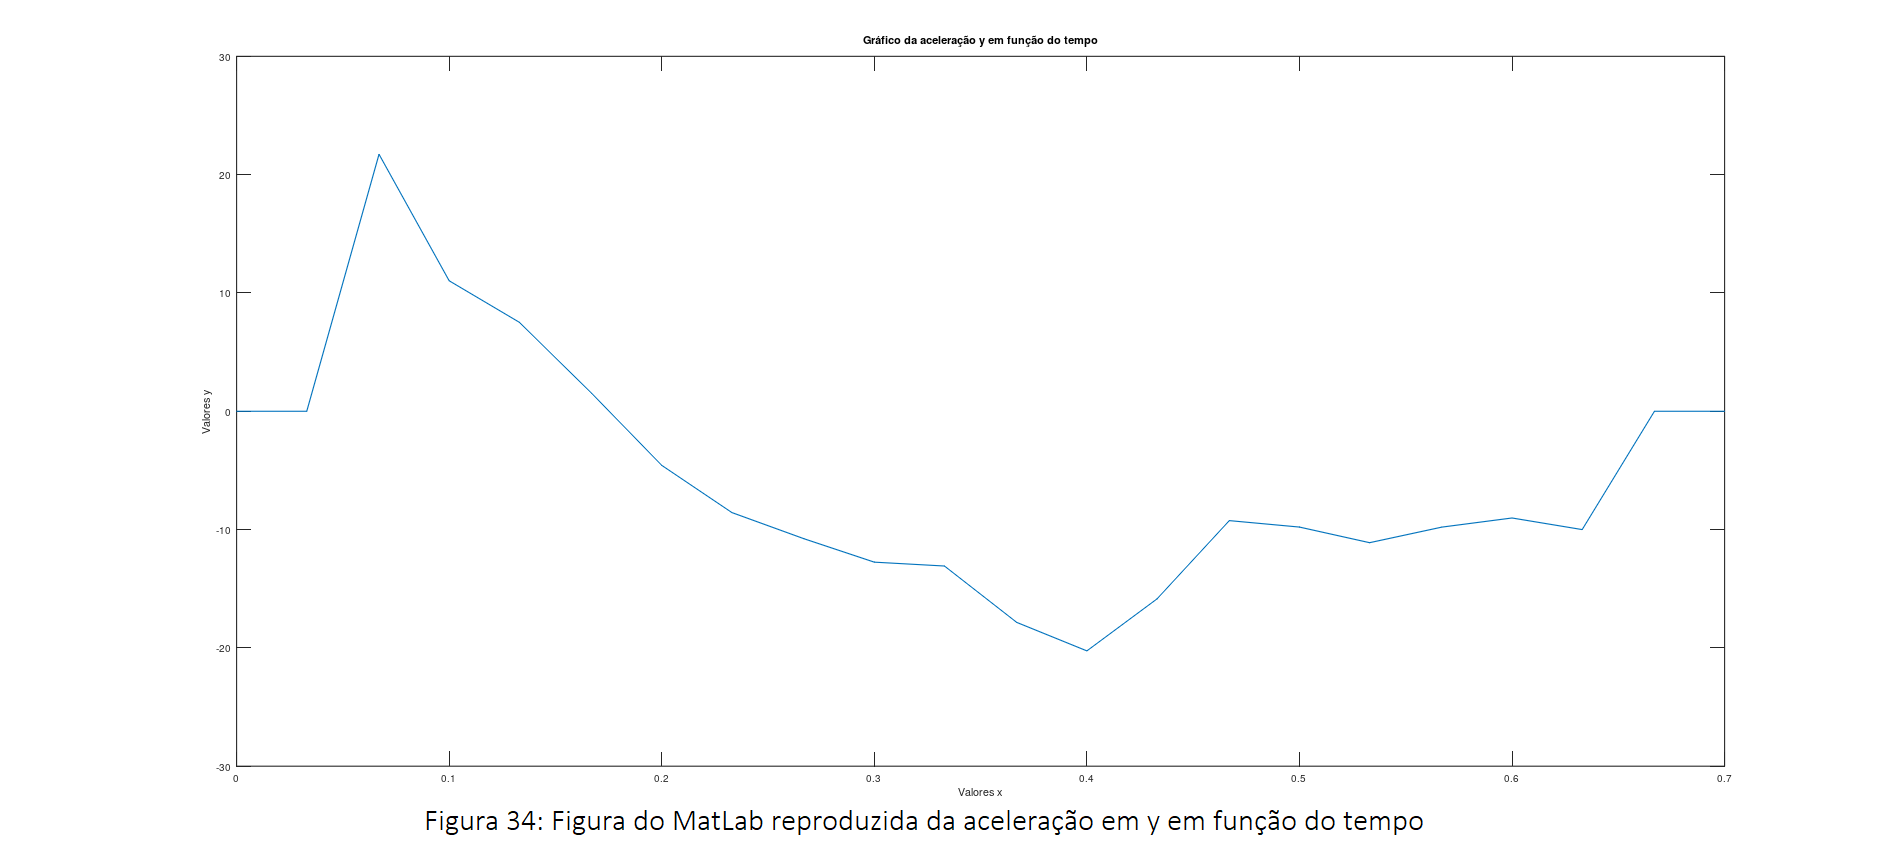 Gráfico da aceleração y em função do tempo
30
20
10
0
-10
-20
-30
Valores y
0 0.1 0.2 0.3 0.4 0.5 0.6 0.7
Valores x
Figura 34: Figura do MatLab reproduzida da aceleração em y em função do tempo